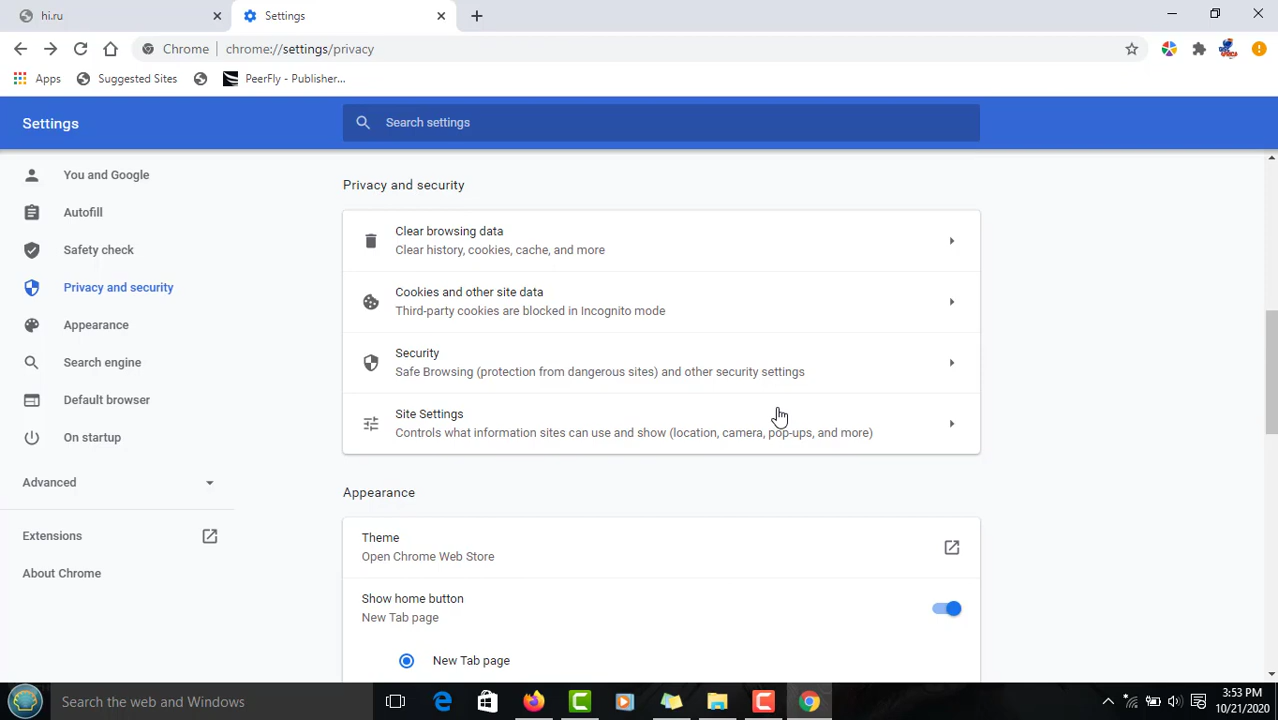 hi.ru
Settings
Chrome
chrome://settings/privacy
Apps
Suggested Sites
PeerFly - Publisher...
Settings
Search settings
You and Google
Autofill
Safety check
Privacy and security
Appearance
Search engine
Default browser
On startup
Advanced
Extensions
About Chrome
Privacy and security
Clear browsing data
Clear history, cookies, cache, and more
Cookies and other site data
Third-party cookies are blocked in Incognito mode
Security
Safe Browsing (protection from dangerous sites) and other security settings
Site Settings
Controls what information sites can use and show (location, camera, pop-ups, and more)
Appearance
Theme
Open Chrome Web Store
Show home button
New Tab page
New Tab page
Search the web and Windows
3:53 PM
10/21/2020